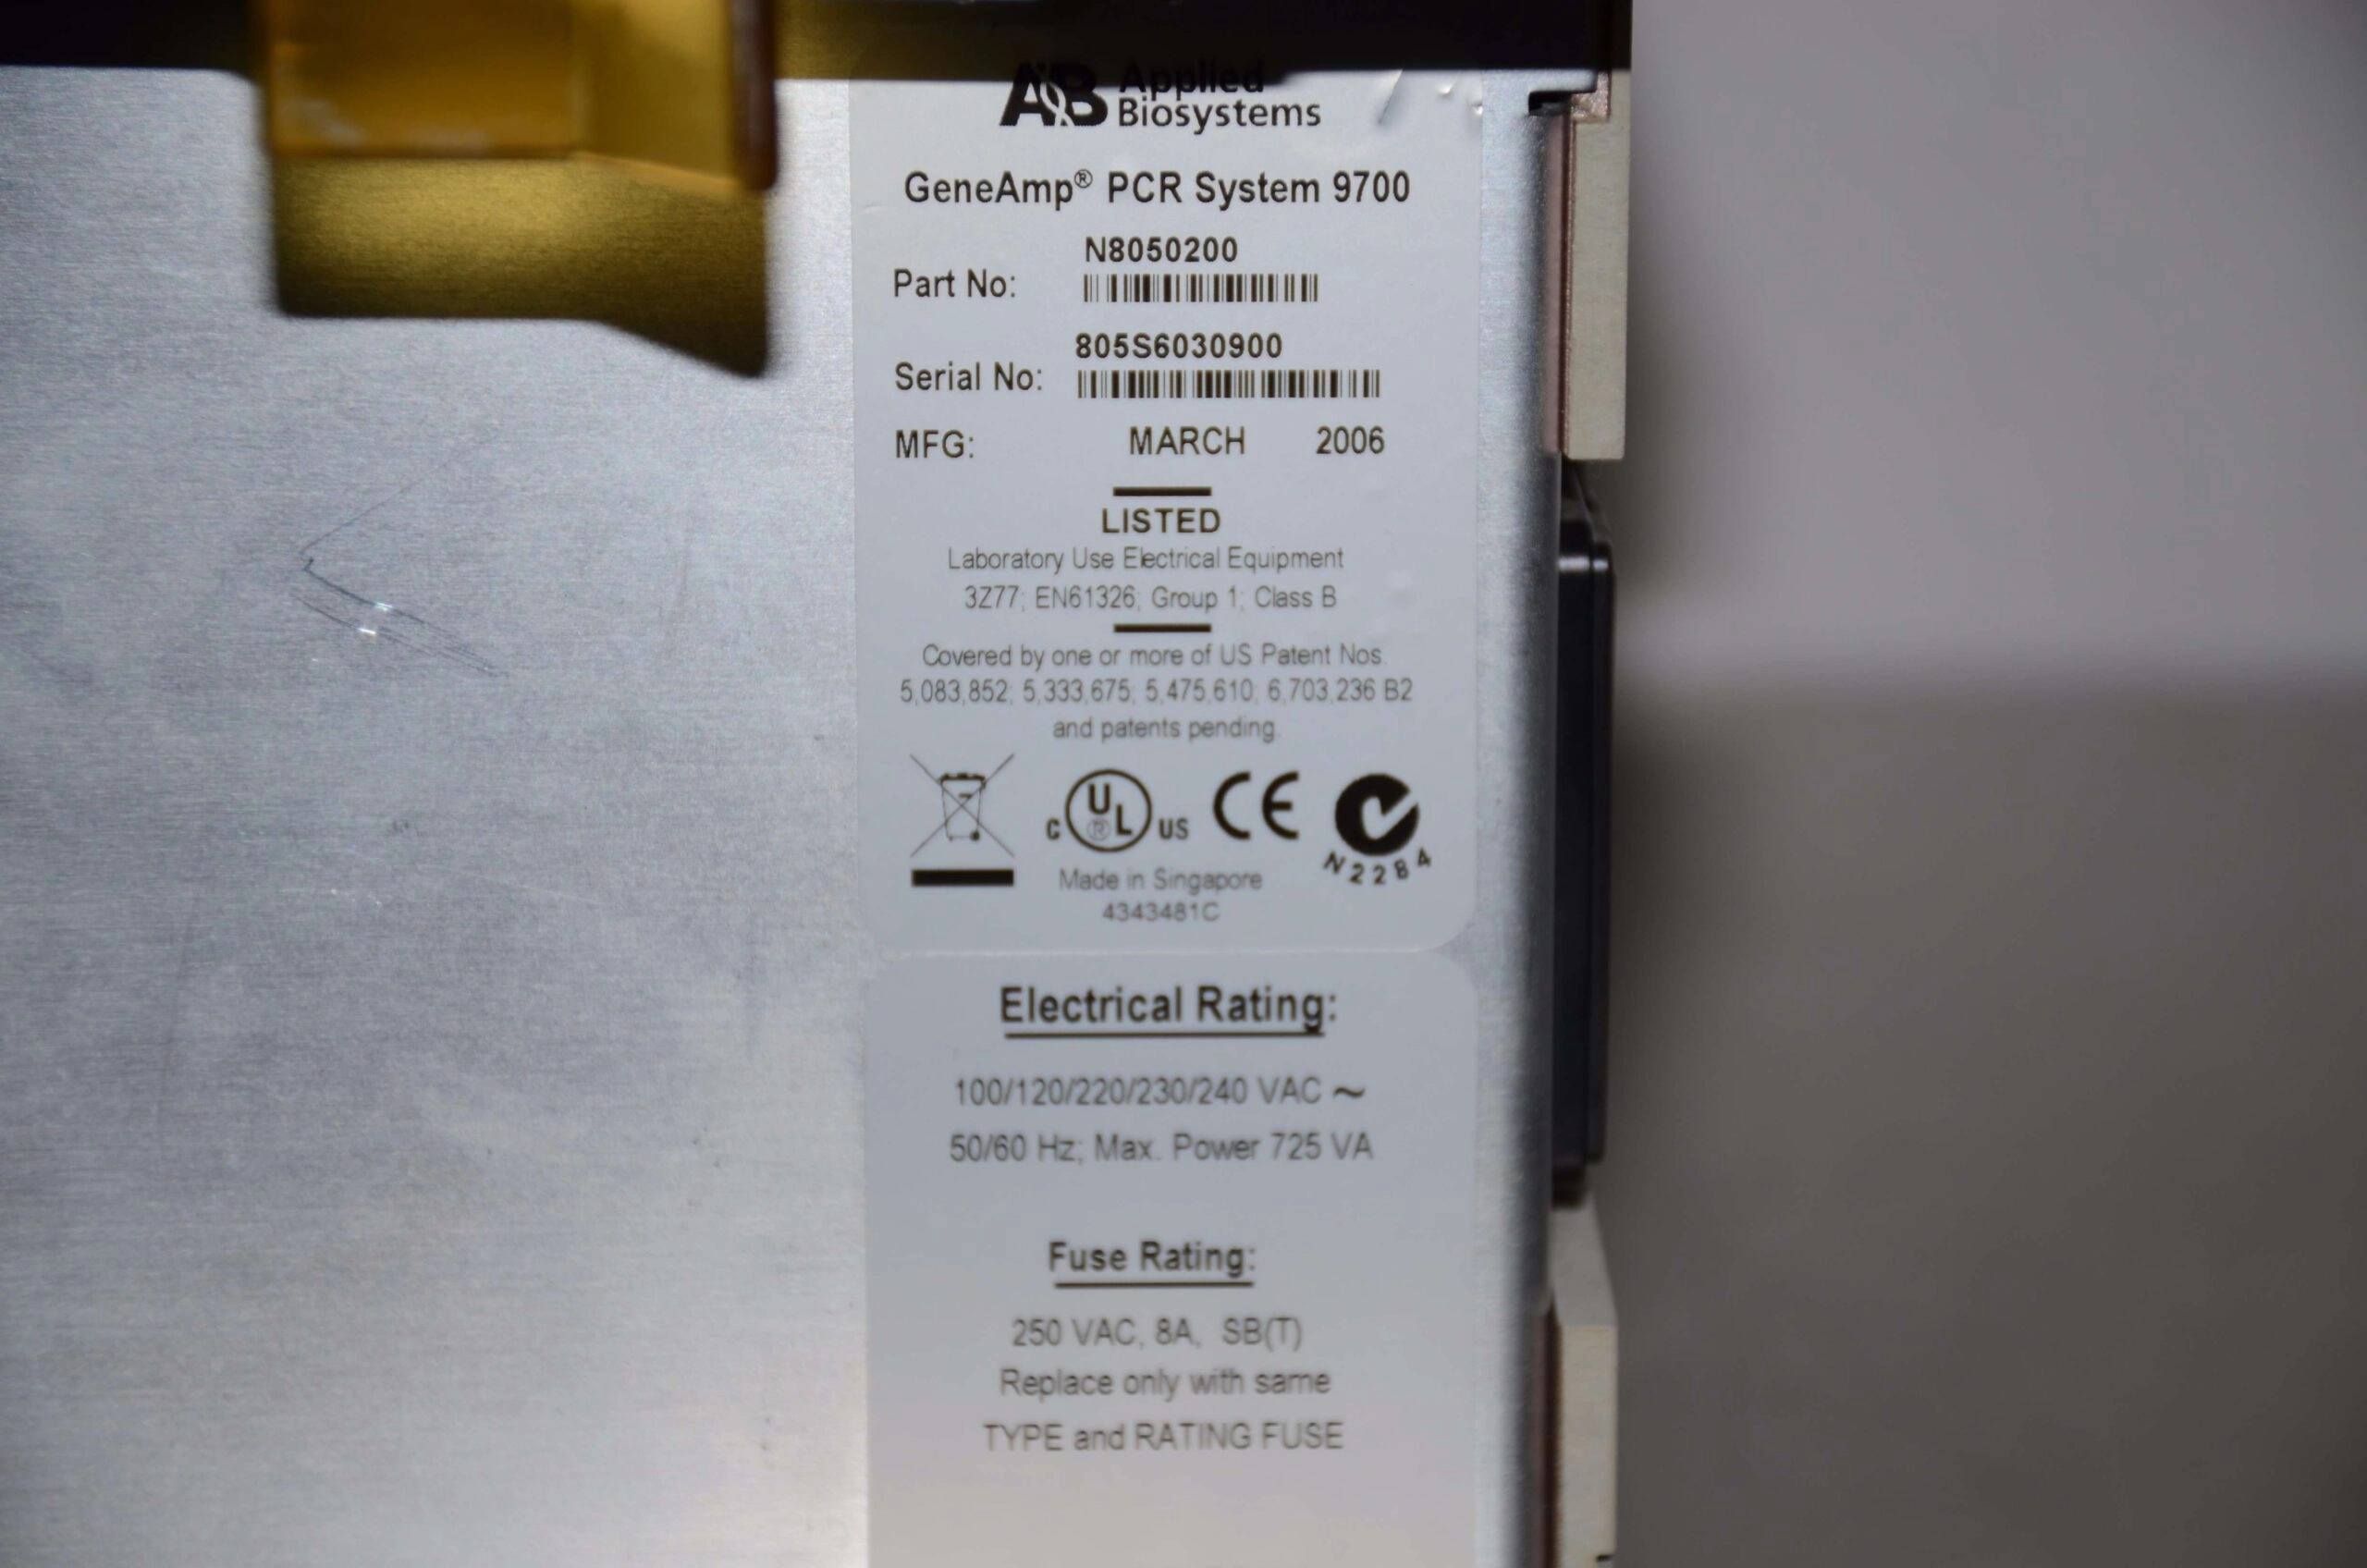 AB Applied
Biosystems
GeneAmp® PCR System 9700
N8050200
Part No:
805S6030900
Serial No:
MFG: MARCH 2006
LISTED
Laboratory Use Electrical Equipment
3Z77; EN61326; Group 1; Class B
Covered by one or more of US Patent Nos.
5,083,852; 5,333,675; 5,475,610; 6,703,236 B2
and patents pending.
C UL® US CE N2284
Made in Singapore
4343481C
Electrical Rating:
100/120/220/230/240 VAC ~
50/60 Hz; Max. Power 725 VA
Fuse Rating:
250 VAC, 8A, SB(T)
Replace only with same
TYPE and RATING FUSE